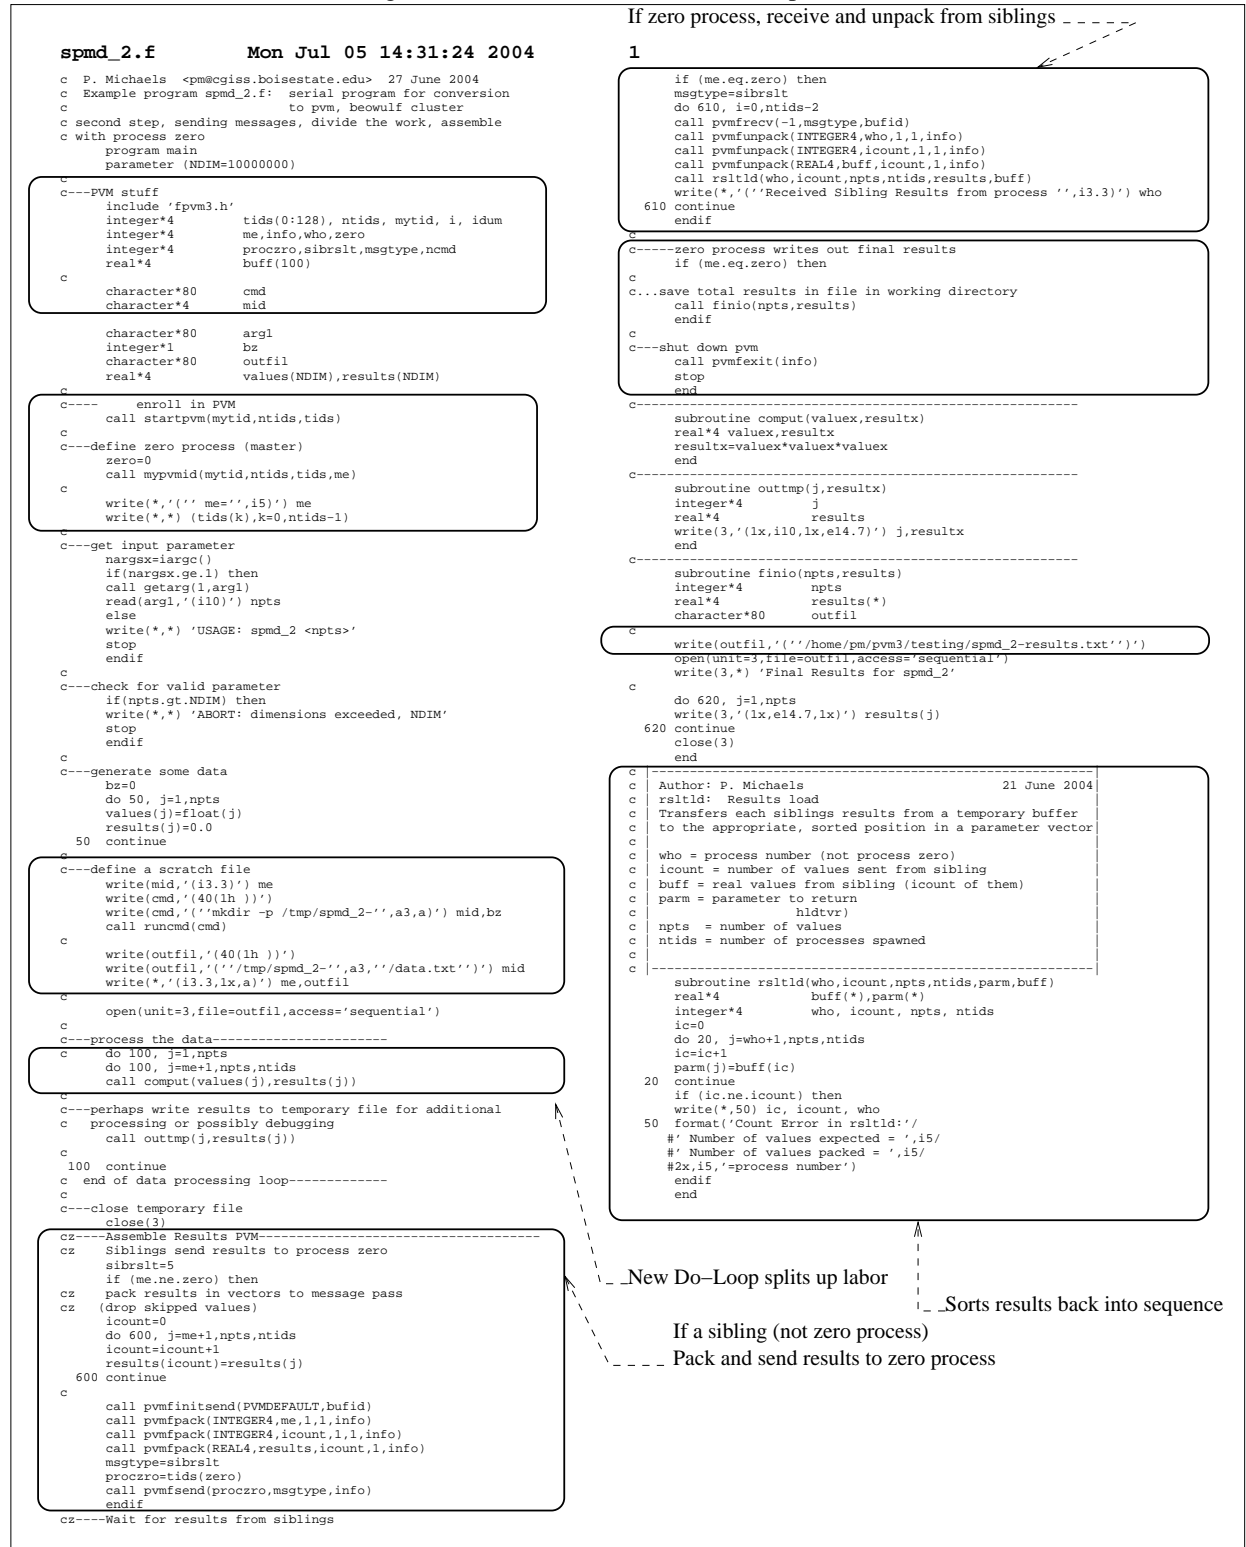 If zero process, receive and unpack from siblings
spmd_2.f          Mon Jul 05 14:31:24 2004          1
c  P. Michaels  <pm@cgiss.boisestate.edu>  27 June 2004
c  Example program spmd_2.f:  serial program for conversion
c                             to pvm, beowulf cluster
c second step, sending messages, divide the work, assemble
c with process zero
      program main
      parameter (NDIM=10000000)
c
c---PVM stuff
      include 'fpvm3.h'
      integer*4         tids(0:128), ntids, mytid, i, idum
      integer*4         me,info,who,zero
      integer*4         proczro,sibrslt,msgtype,ncmd
      real*4            buff(100)
c
      character*80      cmd
      character*4       mid
      character*80      arg1
      integer*1         bz
      character*80      outfil
      real*4            values(NDIM),results(NDIM)
c
c----     enroll in PVM
      call startpvm(mytid,ntids,tids)
c
c---define zero process (master)
      zero=0
      call mypvmid(mytid,ntids,tids,me)
c
      write(*,'('' me='',i5)') me
      write(*,*) (tids(k),k=0,ntids-1)
c
c---get input parameter
      nargsx=iargc()
      if(nargsx.ge.1) then
      call getarg(1,arg1)
      read(arg1,'(i10)') npts
      else
      write(*,*) 'USAGE: spmd_2 <npts>'
      stop
      endif
c
c---check for valid parameter
      if(npts.gt.NDIM) then
      write(*,*) 'ABORT: dimensions exceeded, NDIM'
      stop
      endif
c
c---generate some data
      bz=0
      do 50, j=1,npts
      values(j)=float(j)
      results(j)=0.0
  50  continue
c
c---define a scratch file
      write(mid,'(i3.3)') me
      write(cmd,'(40(1h ))')
      write(cmd,'(''mkdir -p /tmp/spmd_2-'',a3,a)') mid,bz
      call runcmd(cmd)
c
      write(outfil,'(40(1h ))')
      write(outfil,'(''/tmp/spmd_2-'',a3,''/data.txt'')') mid
      write(*,'(i3.3,1x,a)') me,outfil
c
      open(unit=3,file=outfil,access='sequential')
c
c---process the data-----------------------
c     do 100, j=1,npts
      do 100, j=me+1,npts,ntids
      call comput(values(j),results(j))
c
c---perhaps write results to temporary file for additional
c   processing or possibly debugging
      call outtmp(j,results(j))
c
 100  continue
c  end of data processing loop-------------
c
c---close temporary file
      close(3)
cz----Assemble Results PVM-------------------------------------
cz    Siblings send results to process zero
      sibrslt=5
      if (me.ne.zero) then
cz    pack results in vectors to message pass
cz   (drop skipped values)
      icount=0
      do 600, j=me+1,npts,ntids
      icount=icount+1
      results(icount)=results(j)
  600 continue
c
      call pvmfinitsend(PVMDEFAULT,bufid)
      call pvmfpack(INTEGER4,me,1,1,info)
      call pvmfpack(INTEGER4,icount,1,1,info)
      call pvmfpack(REAL4,results,icount,1,info)
      msgtype=sibrslt
      proczro=tids(zero)
      call pvmfsend(proczro,msgtype,info)
      endif
cz----Wait for results from siblings
      if (me.eq.zero) then
      msgtype=sibrslt
      do 610, i=0,ntids-2
      call pvmfrecv(-1,msgtype,bufid)
      call pvmfunpack(INTEGER4,who,1,1,info)
      call pvmfunpack(INTEGER4,icount,1,1,info)
      call pvmfunpack(REAL4,buff,icount,1,info)
      call rsltld(who,icount,npts,ntids,results,buff)
      write(*,'(''Received Sibling Results from process '',i3.3)') who
  610 continue
      endif
c
c-----zero process writes out final results
      if (me.eq.zero) then
c
c...save total results in file in working directory
      call finio(npts,results)
      endif
c
c---shut down pvm
      call pvmfexit(info)
      stop
      end
c----------------------------------------------------------
      subroutine comput(valuex,resultx)
      real*4 valuex,resultx
      resultx=valuex*valuex*valuex
      end
c----------------------------------------------------------
      subroutine outtmp(j,resultx)
      integer*4         j
      real*4            results
      write(3,'(1x,i10,1x,e14.7)') j,resultx
      end
c----------------------------------------------------------
      subroutine finio(npts,results)
      integer*4         npts
      real*4            results(*)
      character*80      outfil
c
      write(outfil,'(''/home/pm/pvm3/testing/spmd_2-results.txt'')')
      open(unit=3,file=outfil,access='sequential')
      write(3,*) 'Final Results for spmd_2'
c
      do 620, j=1,npts
      write(3,'(1x,e14.7,1x)') results(j)
  620 continue
      close(3)
      end
c |----------------------------------------------------------|
c | Author: P. Michaels                       21 June 2004|
c | rsltld:  Results load                                 |
c | Transfers each siblings results from a temporary buffer |
c | to the appropriate, sorted position in a parameter vector|
c |                                                       |
c | who = process number (not process zero)               |
c | icount = number of values sent from sibling           |
c | buff = real values from sibling (icount of them)      |
c | parm = parameter to return                            |
c |                   hldtvr)                             |
c | npts  = number of values                              |
c | ntids = number of processes spawned                   |
c |                                                       |
c |----------------------------------------------------------|
      subroutine rsltld(who,icount,npts,ntids,parm,buff)
      real*4            buff(*),parm(*)
      integer*4         who, icount, npts, ntids
      ic=0
      do 20, j=who+1,npts,ntids
      ic=ic+1
      parm(j)=buff(ic)
  20  continue
      if (ic.ne.icount) then
      write(*,50) ic, icount, who
  50  format('Count Error in rsltld:'/
     #' Number of values expected = ',i5/
     #' Number of values packed = ',i5/
     #2x,i5,'=process number')
      endif
      end
New Do-Loop splits up labor
Sorts results back into sequence
If a sibling (not zero process)
Pack and send results to zero process